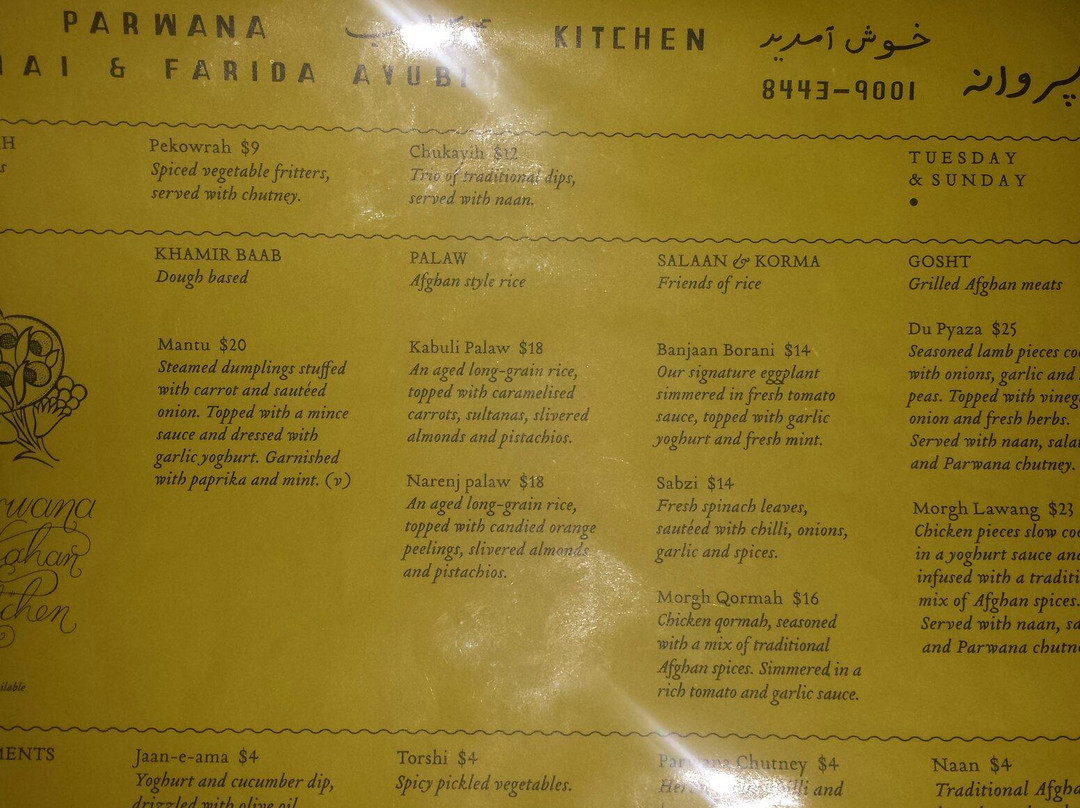 PARWANA KITCHEN خوش آمدید
& FARIDA AYUBI 8443-9001 پروانه
Pekowrah $9
Spiced vegetable fritters,
served with chutney.
Chukayih $12
Trio of traditional dips,
served with naan.
TUESDAY
& SUNDAY
KHAMIR BAAB
Dough based
Mantu $20
Steamed dumplings stuffed
with carrot and sautéed
onion. Topped with a mince
sauce and dressed with
garlic yoghurt. Garnished
with paprika and mint. (v)
PALAW
Afghan style rice
Kabuli Palaw $18
An aged long-grain rice,
topped with caramelised
carrots, sultanas, slivered
almonds and pistachios.
Narenj palaw $18
An aged long-grain rice,
topped with candied orange
peelings, slivered almonds
and pistachios.
SALAAN & KORMA
Friends of rice
Banjaan Borani $14
Our signature eggplant
simmered in fresh tomato
sauce, topped with garlic
yoghurt and fresh mint.
Sabzi $14
Fresh spinach leaves,
sautéed with chilli, onions,
garlic and spices.
Morgh Qormah $16
Chicken qormah, seasoned
with a mix of traditional
Afghan spices. Simmered in a
rich tomato and garlic sauce.
GOSHT
Grilled Afghan meats
Du Pyaza $25
Seasoned lamb pieces
with onions, garlic and
peas. Topped with
onion and fresh herbs.
Served with naan,
and Parwana chutney.
Morgh Lawang $23
Chicken pieces slow
in a yoghurt sauce
infused with a
mix of Afghan spices.
Served with naan,
and Parwana
Jaan-e-ama $4
Yoghurt and cucumber dip,
drizzled with olive oil
Torshi $4
Spicy pickled vegetables.
Parwana Chutney $4
and
Naan $4
Traditional